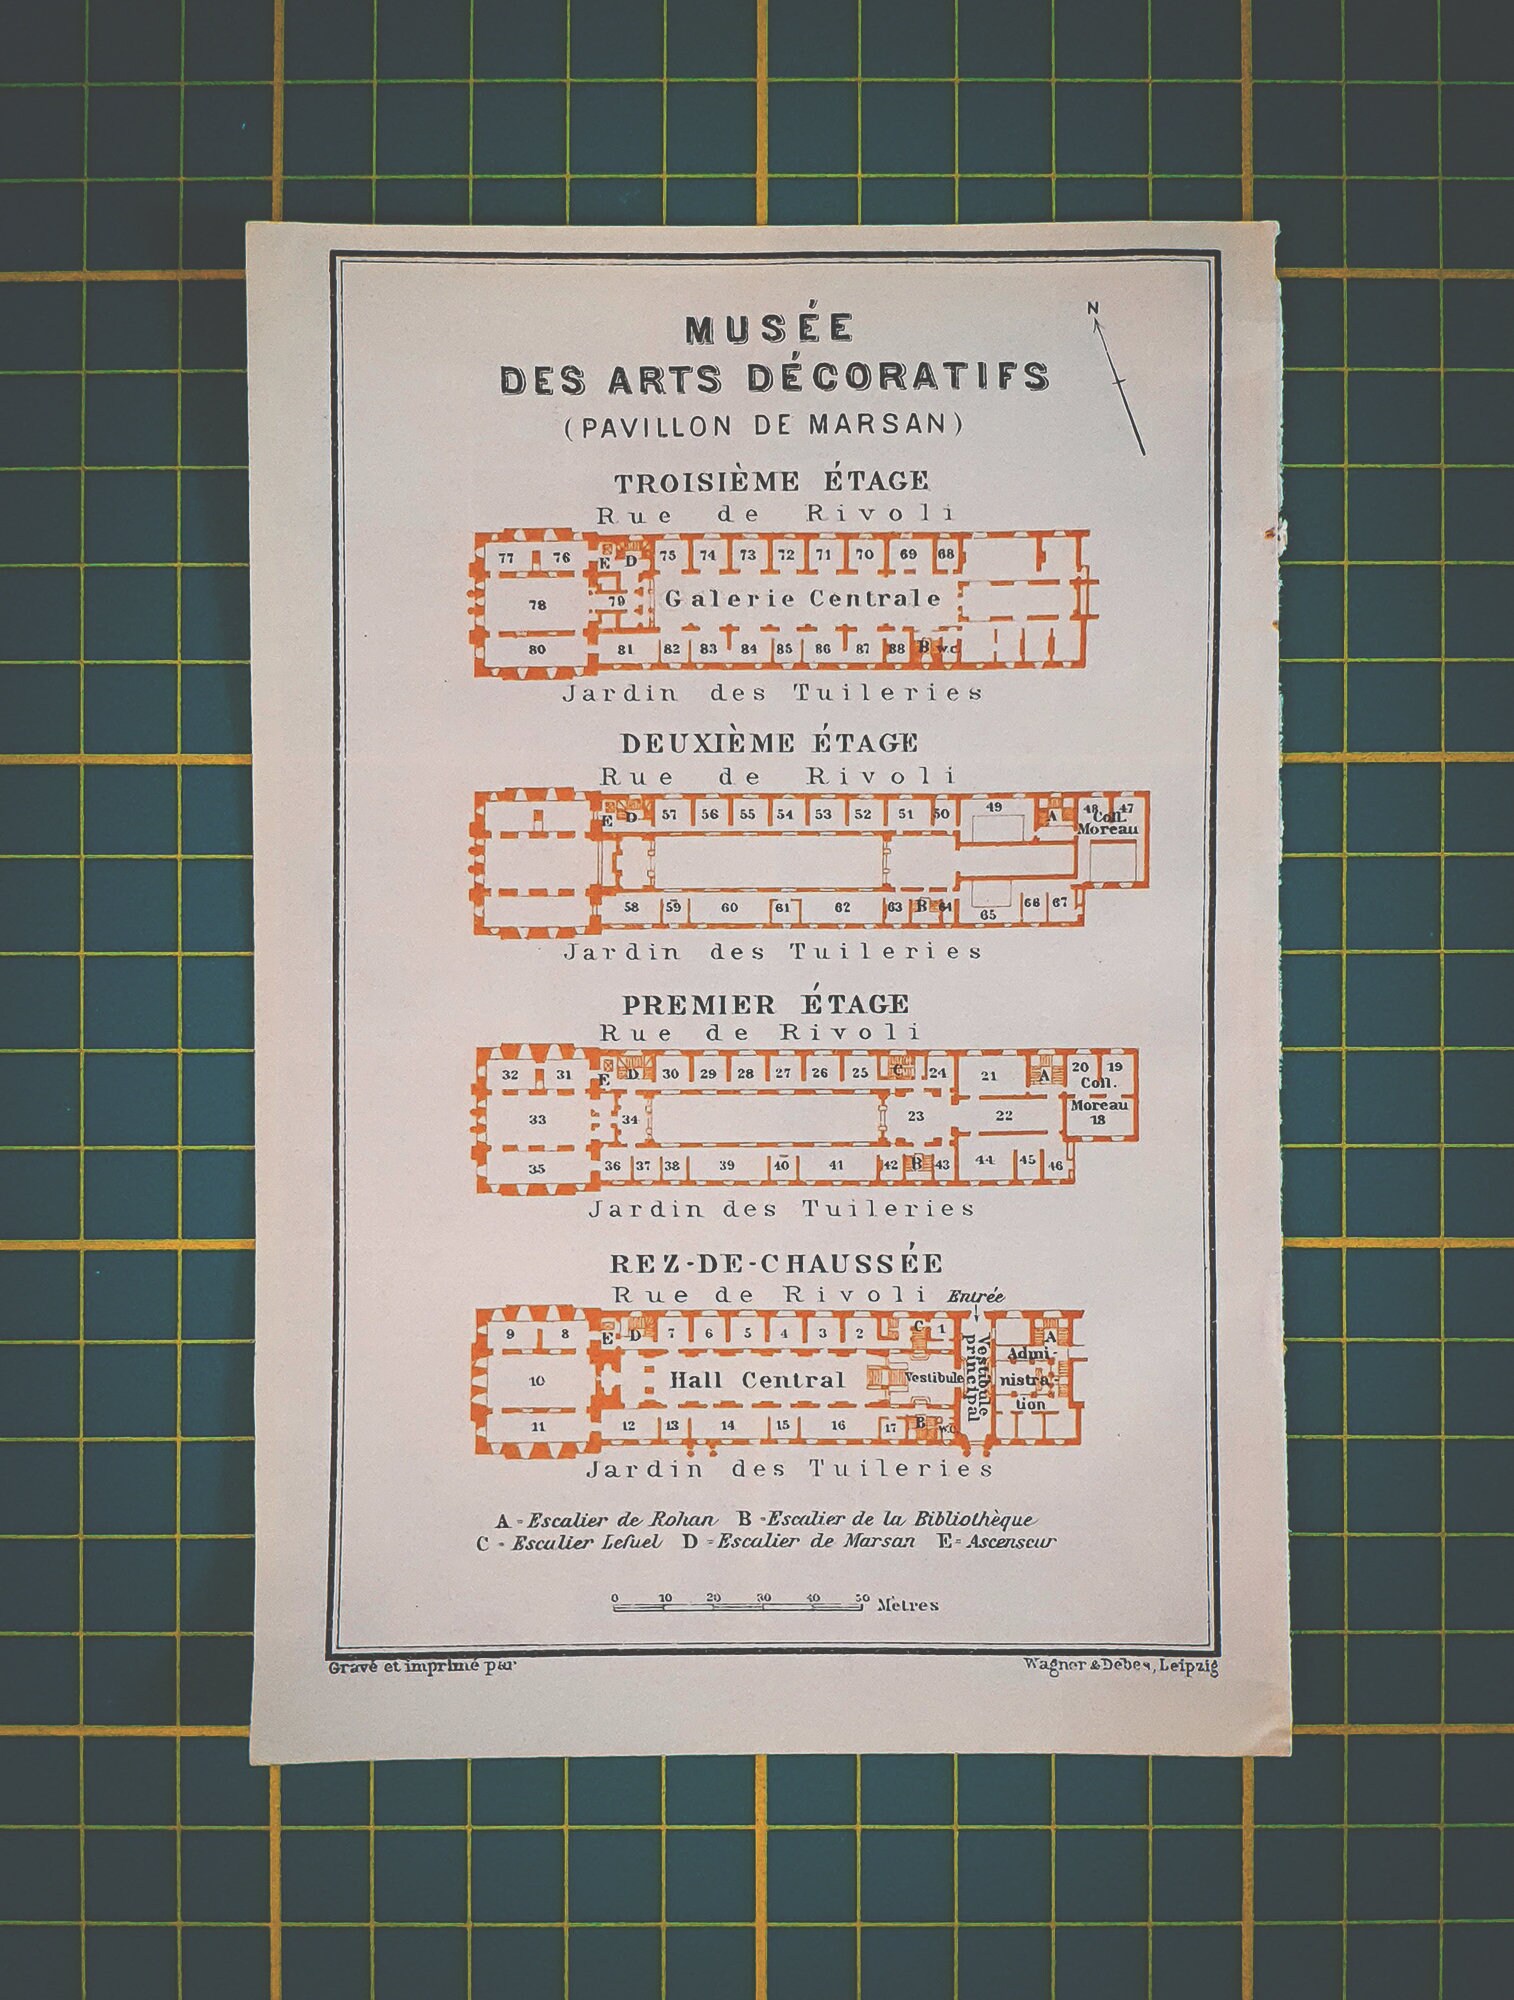 N
MUSÉE
DES ARTS DÉCORATIFS
(PAVILLON DE MARSAN)
TROISIÈME ÉTAGE
Rue de Rivoli
77 76 E D 75 74 73 72 71 70 69 68
78 79 Galerie Centrale
80 81 82 83 84 85 86 87 88 B W.C.
Jardin des Tuileries
DEUXIÈME ÉTAGE
Rue de Rivoli
E D 57 56 55 54 53 52 51 50 49 A 48 47
Coll.
Moreau
58 59 60 61 62 63 B 64 65 66 67
Jardin des Tuileries
PREMIER ÉTAGE
Rue de Rivoli
32 31 E D 30 29 28 27 26 25 C 24 21 A 20 19
Coll.
33 34 23 22 Moreau
18
35 36 37 38 39 40 41 42 B 43 44 45 46
Jardin des Tuileries
REZ-DE-CHAUSSÉE
Rue de Rivoli Entrée
9 8 E D 7 6 5 4 3 2 C 1 A
10 Hall Central Vestibule Vestibule principal Admi-
nistra-
tion
11 12 13 14 15 16 17 B W.C.
Jardin des Tuileries
A = Escalier de Rohan B = Escalier de la Bibliothèque
C = Escalier Lefuel D = Escalier de Marsan E = Ascenseur
0 10 20 30 40 50 Mètres
Gravé et imprimé par Wagner & Debes, Leipzig